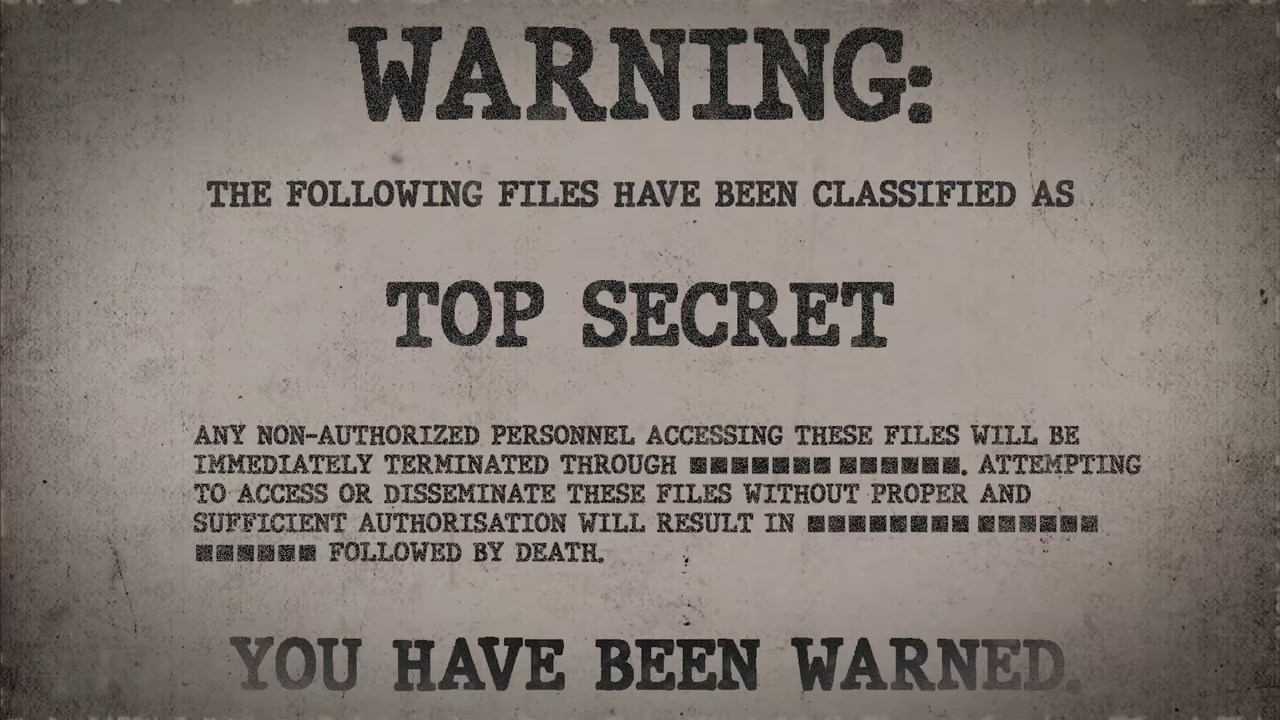 WARNING:
THE FOLLOWING FILES HAVE BEEN CLASSIFIED AS
TOP SECRET
ANY NON-AUTHORIZED PERSONNEL ACCESSING THESE FILES WILL BE
IMMEDIATELY TERMINATED THROUGH ■■■■■■■ ■■■■■■. ATTEMPTING
TO ACCESS OR DISSEMINATE THESE FILES WITHOUT PROPER AND
SUFFICIENT AUTHORISATION WILL RESULT IN ■■■■■■■■ ■■■■■■
■■■■■■ FOLLOWED BY DEATH.
YOU HAVE BEEN WARNED.